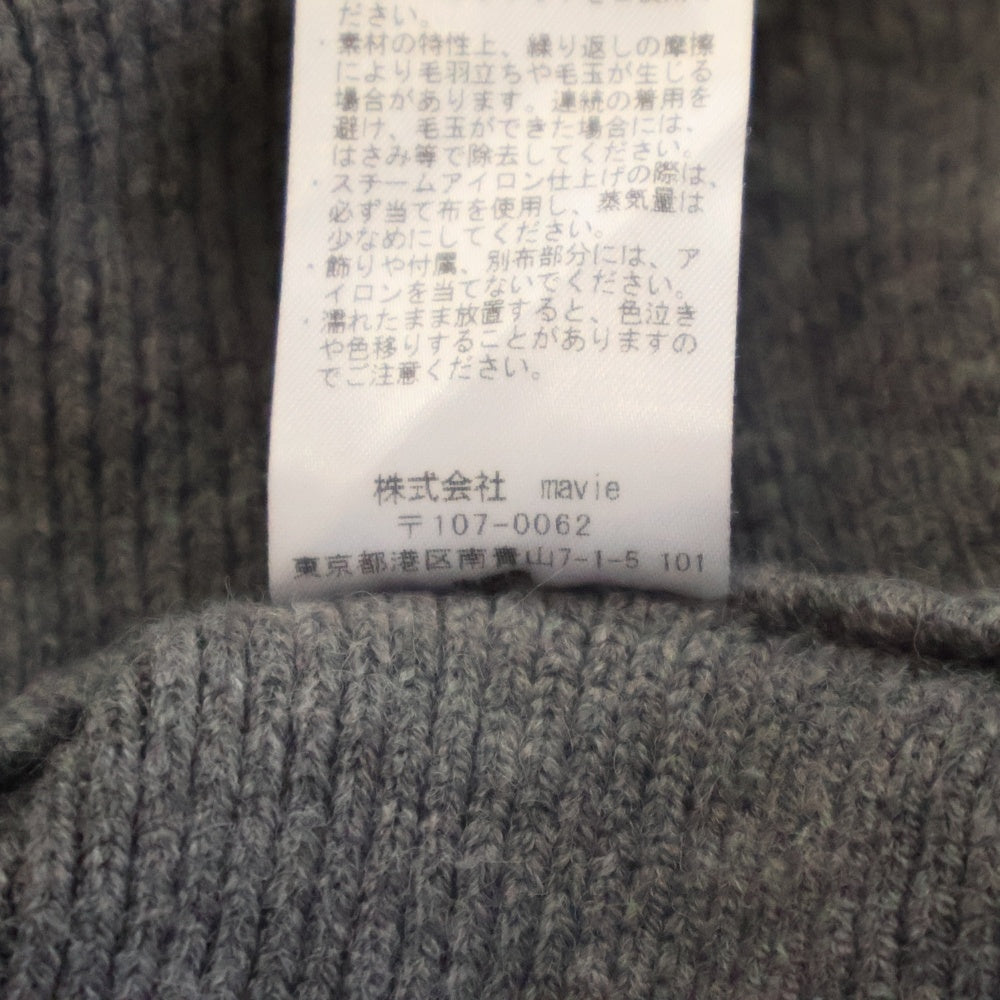 ださい。
・素材の特性上、繰り返しの摩擦
により毛羽立ちや毛玉が生じる
場合があります。連続の着用を
避け、毛玉ができた場合には、
はさみ等で除去してください。
・スチームアイロン仕上げの際は、
必ず当て布を使用し、蒸気量は
少なめにしてください。
・飾りや付属、別布部分には、ア
イロンを当てないでください。
・濡れたまま放置すると、色泣き
や色移りすることがありますの
でご注意ください。
株式会社 mavie
〒107-0062
東京都港区南青山7-1-5 101